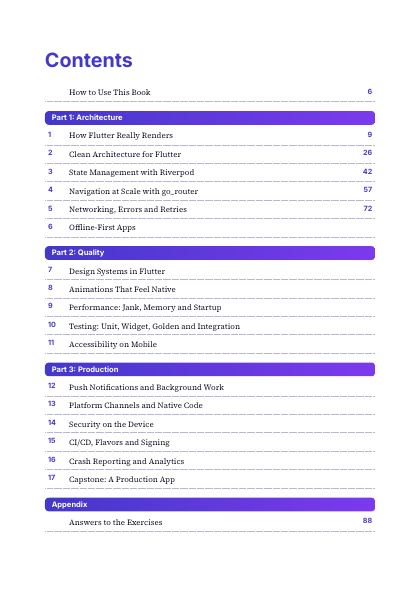 Contents
How to Use This Book 6
Part 1: Architecture
1 How Flutter Really Renders 9
2 Clean Architecture for Flutter 26
3 State Management with Riverpod 42
4 Navigation at Scale with go_router 57
5 Networking, Errors and Retries 72
6 Offline-First Apps
Part 2: Quality
7 Design Systems in Flutter
8 Animations That Feel Native
9 Performance: Jank, Memory and Startup
10 Testing: Unit, Widget, Golden and Integration
11 Accessibility on Mobile
Part 3: Production
12 Push Notifications and Background Work
13 Platform Channels and Native Code
14 Security on the Device
15 CI/CD, Flavors and Signing
16 Crash Reporting and Analytics
17 Capstone: A Production App
Appendix
Answers to the Exercises 88